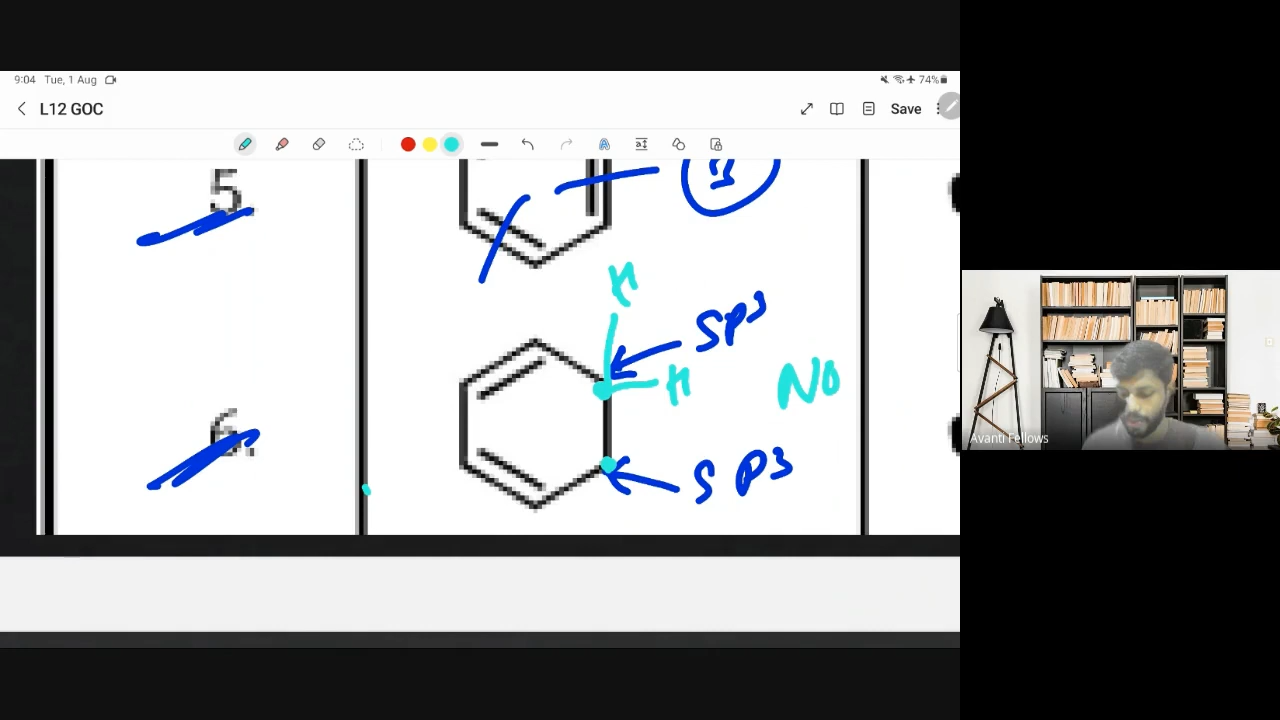 9:04 Tue, 1 Aug 74%
L12 GOC
Save
5
H
SP3
H
NO
6.
SP3
Avanti Fellows